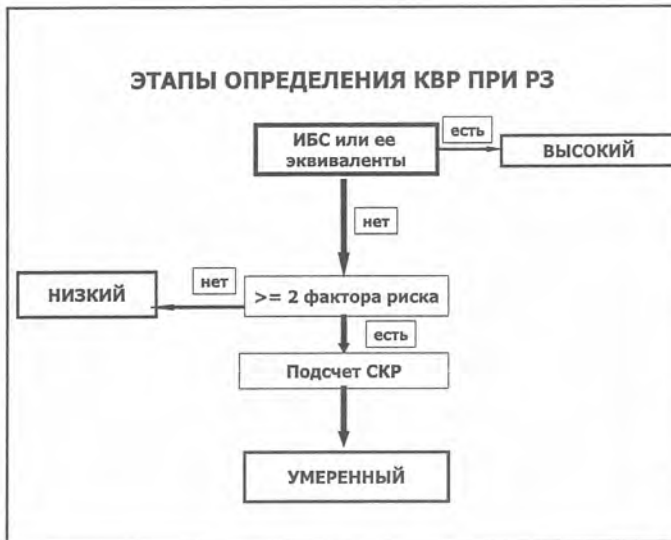 ЭТАПЫ ОПРЕДЕЛЕНИЯ КВР ПРИ РЗ
ИБС или ее
эквиваленты
есть
ВЫСОКИЙ
нет
НИЗКИЙ
нет
>= 2 фактора риска
есть
Подсчет СКР
УМЕРЕННЫЙ